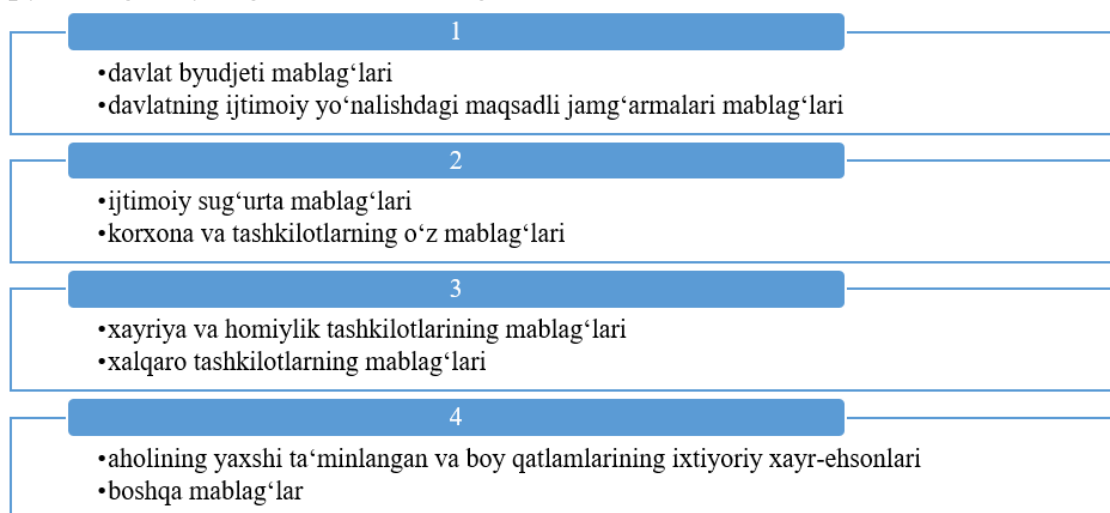 1
•davlat byudjeti mablag‘lari
•davlatning ijtimoiy yo‘nalishdagi maqsadli jamg‘armalari mablag‘lari
2
•ijtimoiy sug‘urta mablag‘lari
•korxona va tashkilotlarning o‘z mablag‘lari
3
•xayriya va homiylik tashkilotlarining mablag‘lari
•xalqaro tashkilotlarning mablag‘lari
4
•aholining yaxshi ta‘minlangan va boy qatlamlarining ixtiyoriy xayr-ehsonlari
•boshqa mablag‘lar